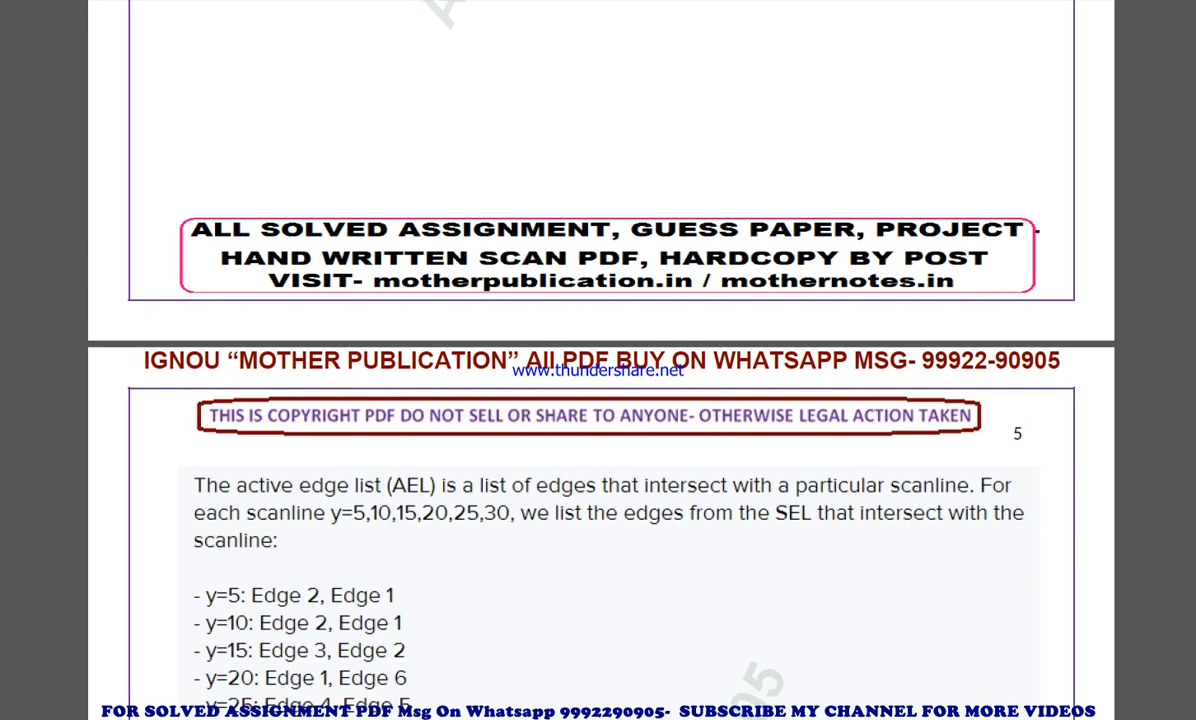 A
ALL SOLVED ASSIGNMENT, GUESS PAPER, PROJECT -
HAND WRITTEN SCAN PDF, HARDCOPY BY POST
VISIT- motherpublication.in / mothernotes.in
IGNOU “MOTHER PUBLICATION” All PDF BUY ON WHATSAPP MSG- 99922-90905
www.thundershare.net
THIS IS COPYRIGHT PDF DO NOT SELL OR SHARE TO ANYONE- OTHERWISE LEGAL ACTION TAKEN
5
The active edge list (AEL) is a list of edges that intersect with a particular scanline. For
each scanline y=5,10,15,20,25,30, we list the edges from the SEL that intersect with the
scanline:
- y=5: Edge 2, Edge 1
- y=10: Edge 2, Edge 1
- y=15: Edge 3, Edge 2
- y=20: Edge 1, Edge 6
- y=25: Edge 4, Edge 5
05
FOR SOLVED ASSIGNMENT PDF Msg On Whatsapp 9992290905- SUBSCRIBE MY CHANNEL FOR MORE VIDEOS